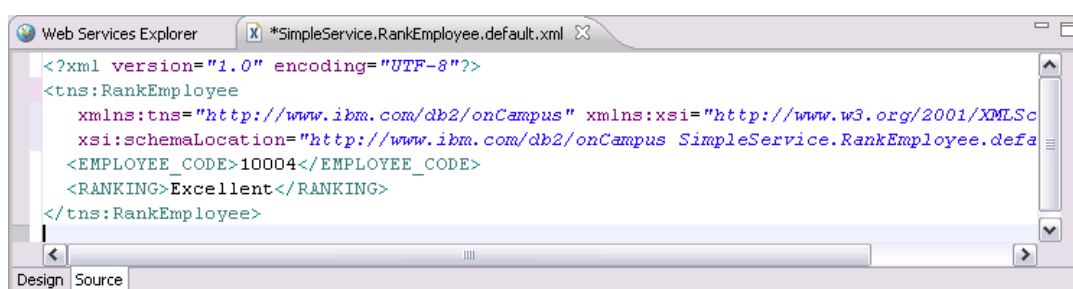 Web Services Explorer
*SimpleService.RankEmployee.default.xml
<?xml version="1.0" encoding="UTF-8"?>
<tns:RankEmployee
xmlns:tns="http://www.ibm.com/db2/onCampus" xmlns:xsi="http://www.w3.org/2001/XMLSc
xsi:schemaLocation="http://www.ibm.com/db2/onCampus SimpleService.RankEmployee.defa
<EMPLOYEE_CODE>10004</EMPLOYEE_CODE>
<RANKING>Excellent</RANKING>
</tns:RankEmployee>
Design Source